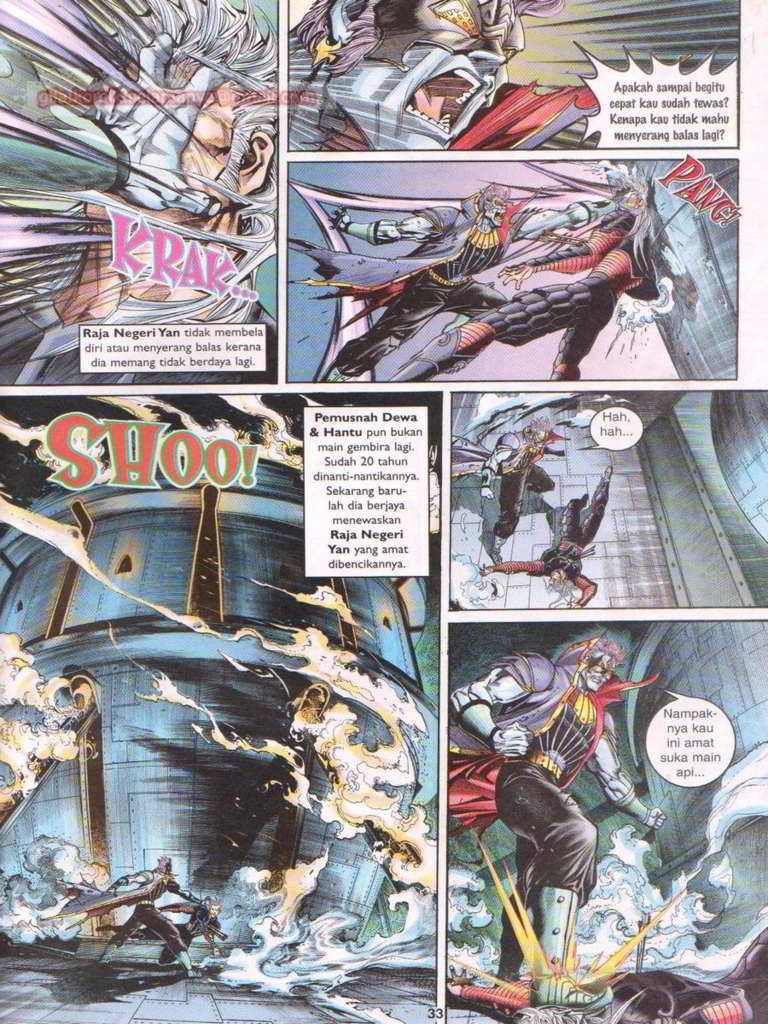 KRAK...
Raja Negeri Yan tidak membela
diri atau menyerang balas kerana
dia memang tidak berdaya lagi.
Apakah sampai begitu
cepat kau sudah tewas?
Kenapa kau tidak mahu
menyerang balas lagi?
PANG!
SHOO!
Pemusnah Dewa
& Hantu pun bukan
main gembira lagi.
Sudah 20 tahun
dinanti-nantikannya.
Sekarang baru-
lah dia berjaya
menewaskan
Raja Negeri
Yan yang amat
dibencikannya.
Hah,
hah...
Nampak-
nya kau
ini amat
suka main
api...
33